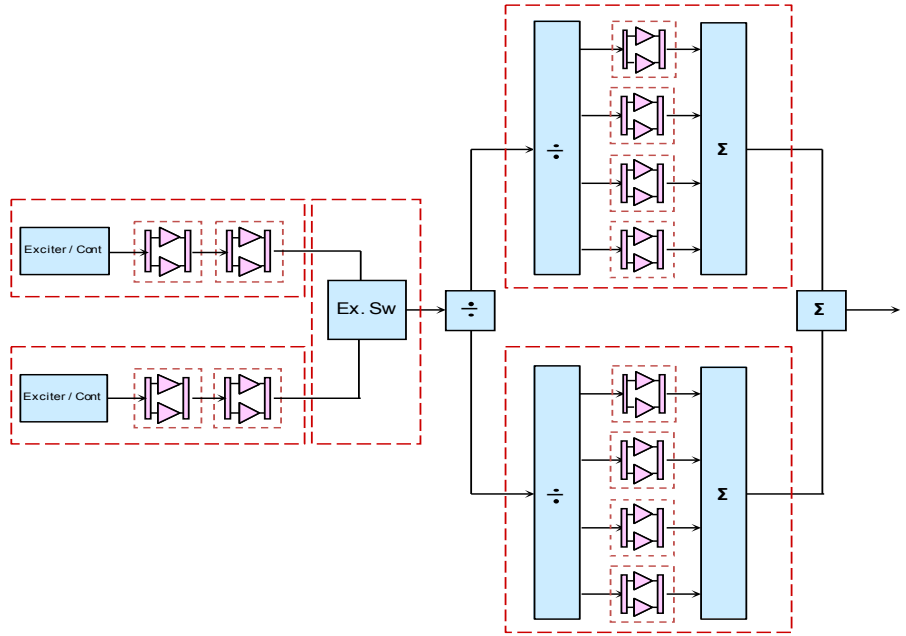 Exciter / Cont
Exciter / Cont
Ex. Sw
÷
÷
Σ
÷
Σ
Σ